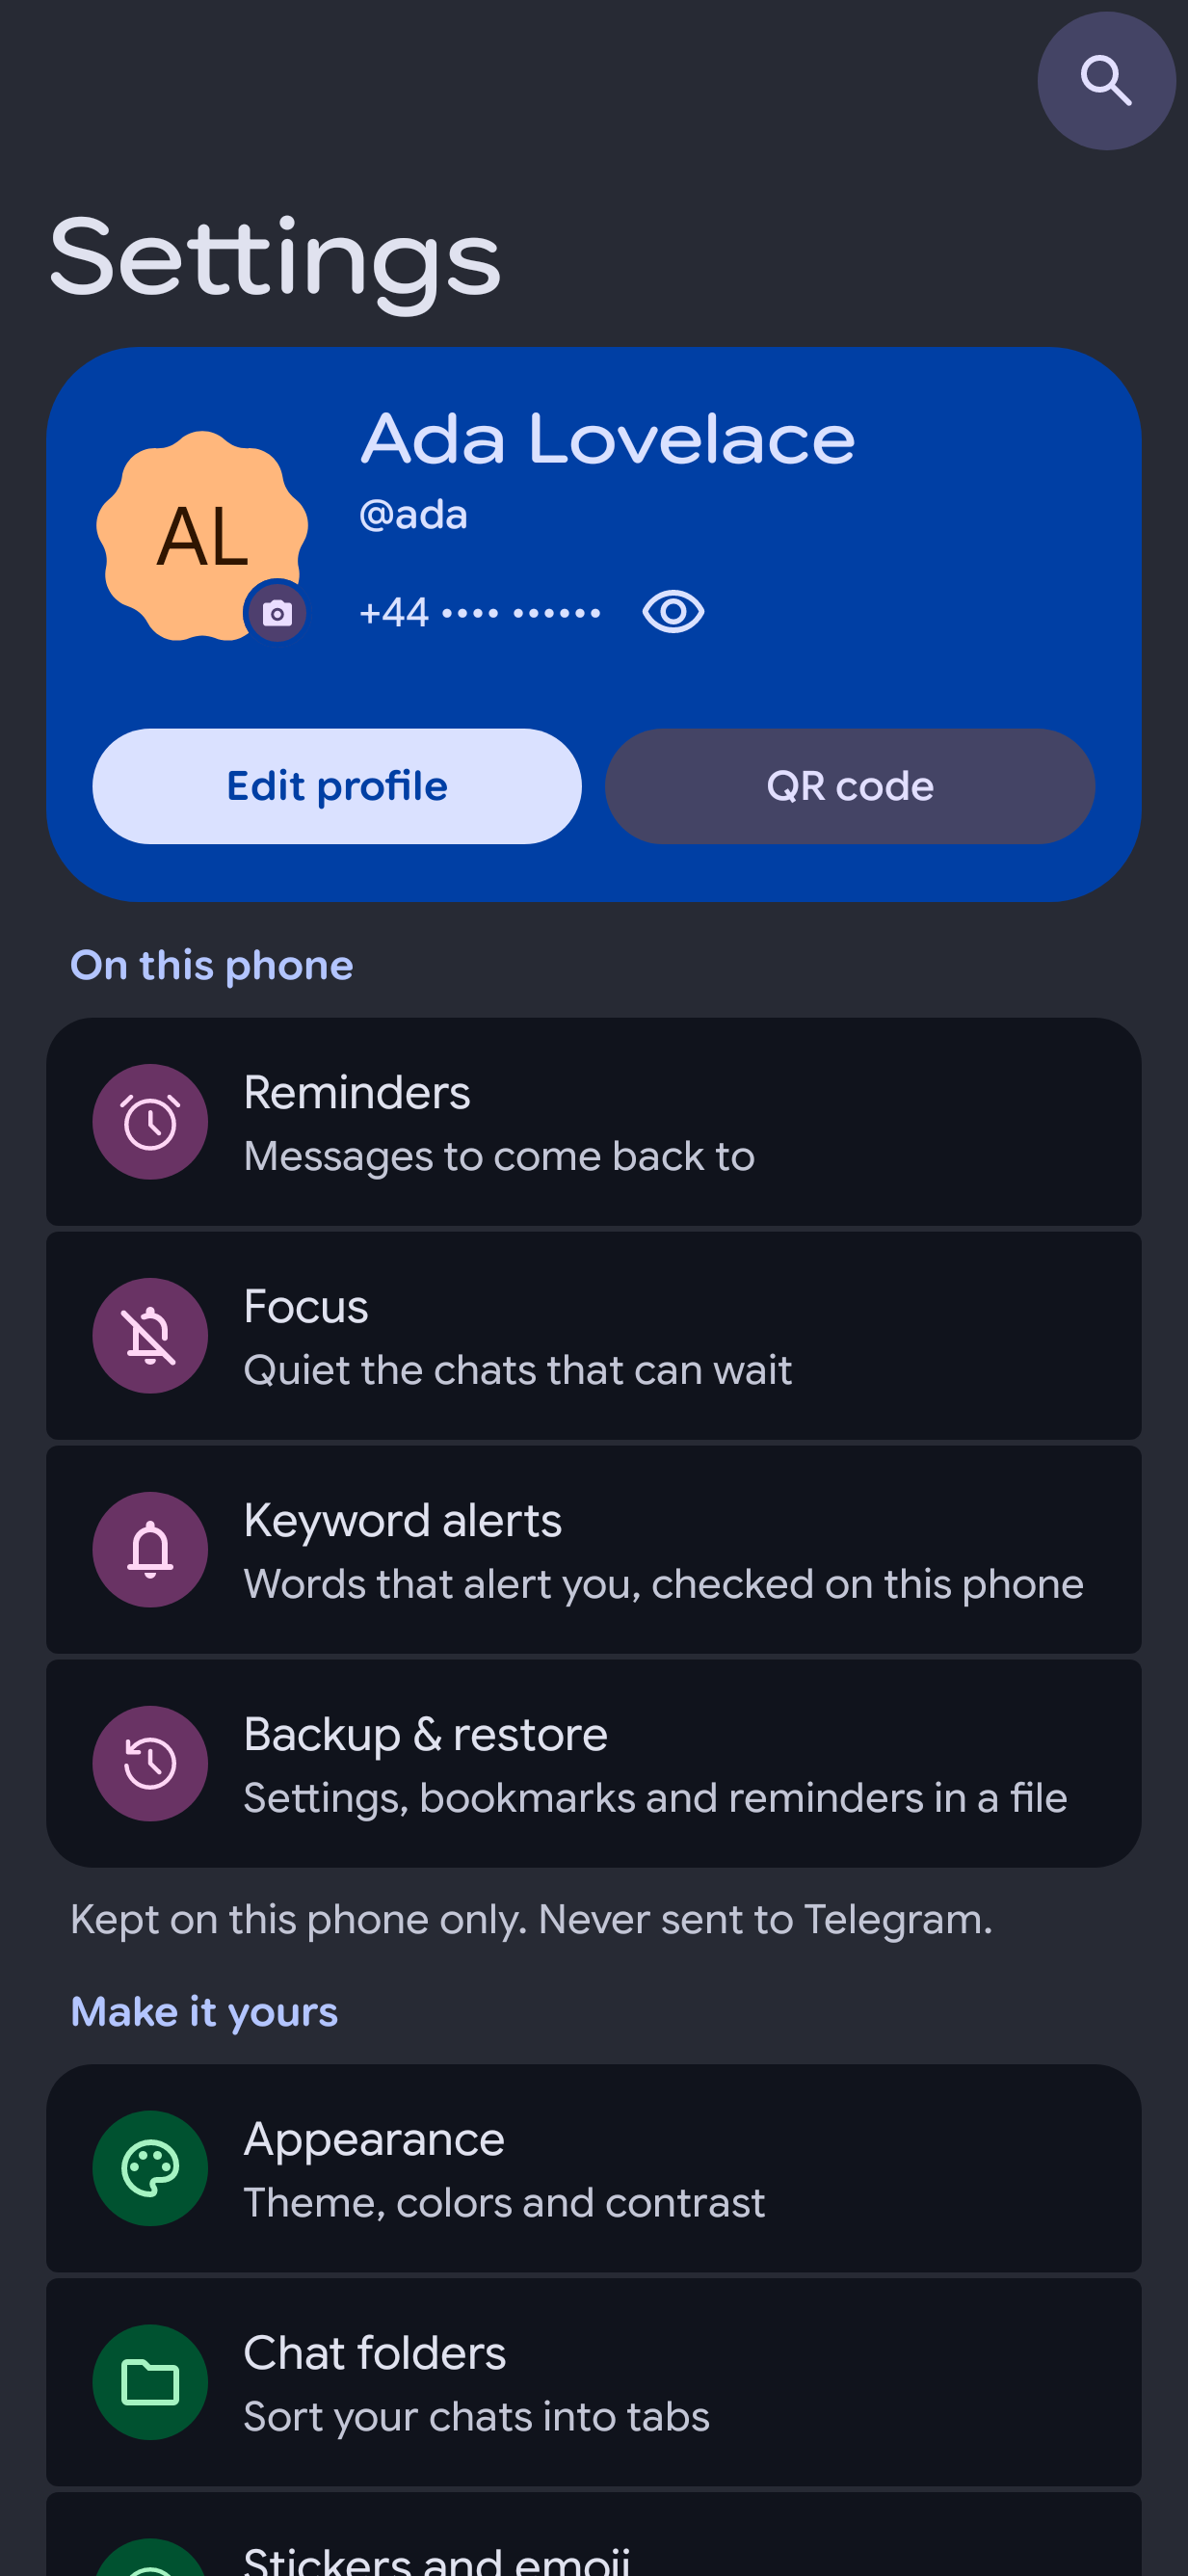 Settings
Ada Lovelace
@ada
+44 •••• ••••••
AL
Edit profile
QR code
On this phone
Reminders
Messages to come back to
Focus
Quiet the chats that can wait
Keyword alerts
Words that alert you, checked on this phone
Backup & restore
Settings, bookmarks and reminders in a file
Kept on this phone only. Never sent to Telegram.
Make it yours
Appearance
Theme, colors and contrast
Chat folders
Sort your chats into tabs
Stickers and emoji